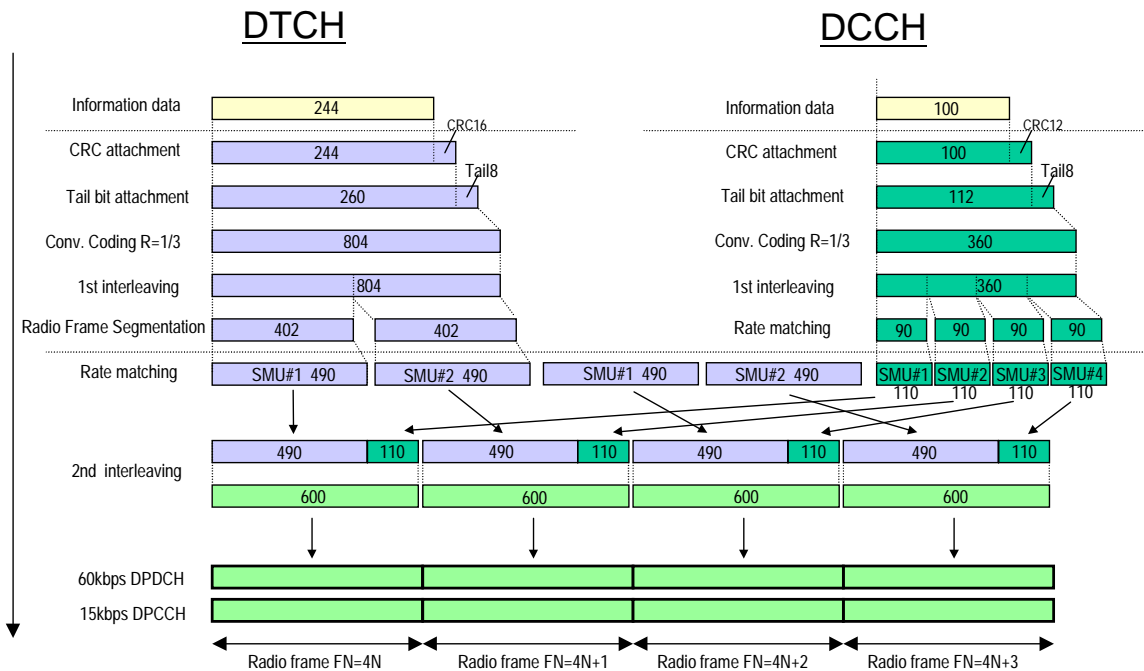 DTCH DCCH
Information data 244 Information data 100
CRC16 CRC12
CRC attachment 244 CRC attachment 100
Tail8 Tail8
Tail bit attachment 260 Tail bit attachment 112
Conv. Coding R=1/3 804 Conv. Coding R=1/3 360
1st interleaving 804 1st interleaving 360
Radio Frame Segmentation 402 402 Rate matching 90 90 90 90
Rate matching SMU#1 490 SMU#2 490 SMU#1 490 SMU#2 490 SMU#1 SMU#2 SMU#3 SMU#4
110 110 110 110
490 110 490 110 490 110 490 110
2nd interleaving
600 600 600 600
60kbps DPDCH
15kbps DPCCH
Radio frame FN=4N Radio frame FN=4N+1 Radio frame FN=4N+2 Radio frame FN=4N+3